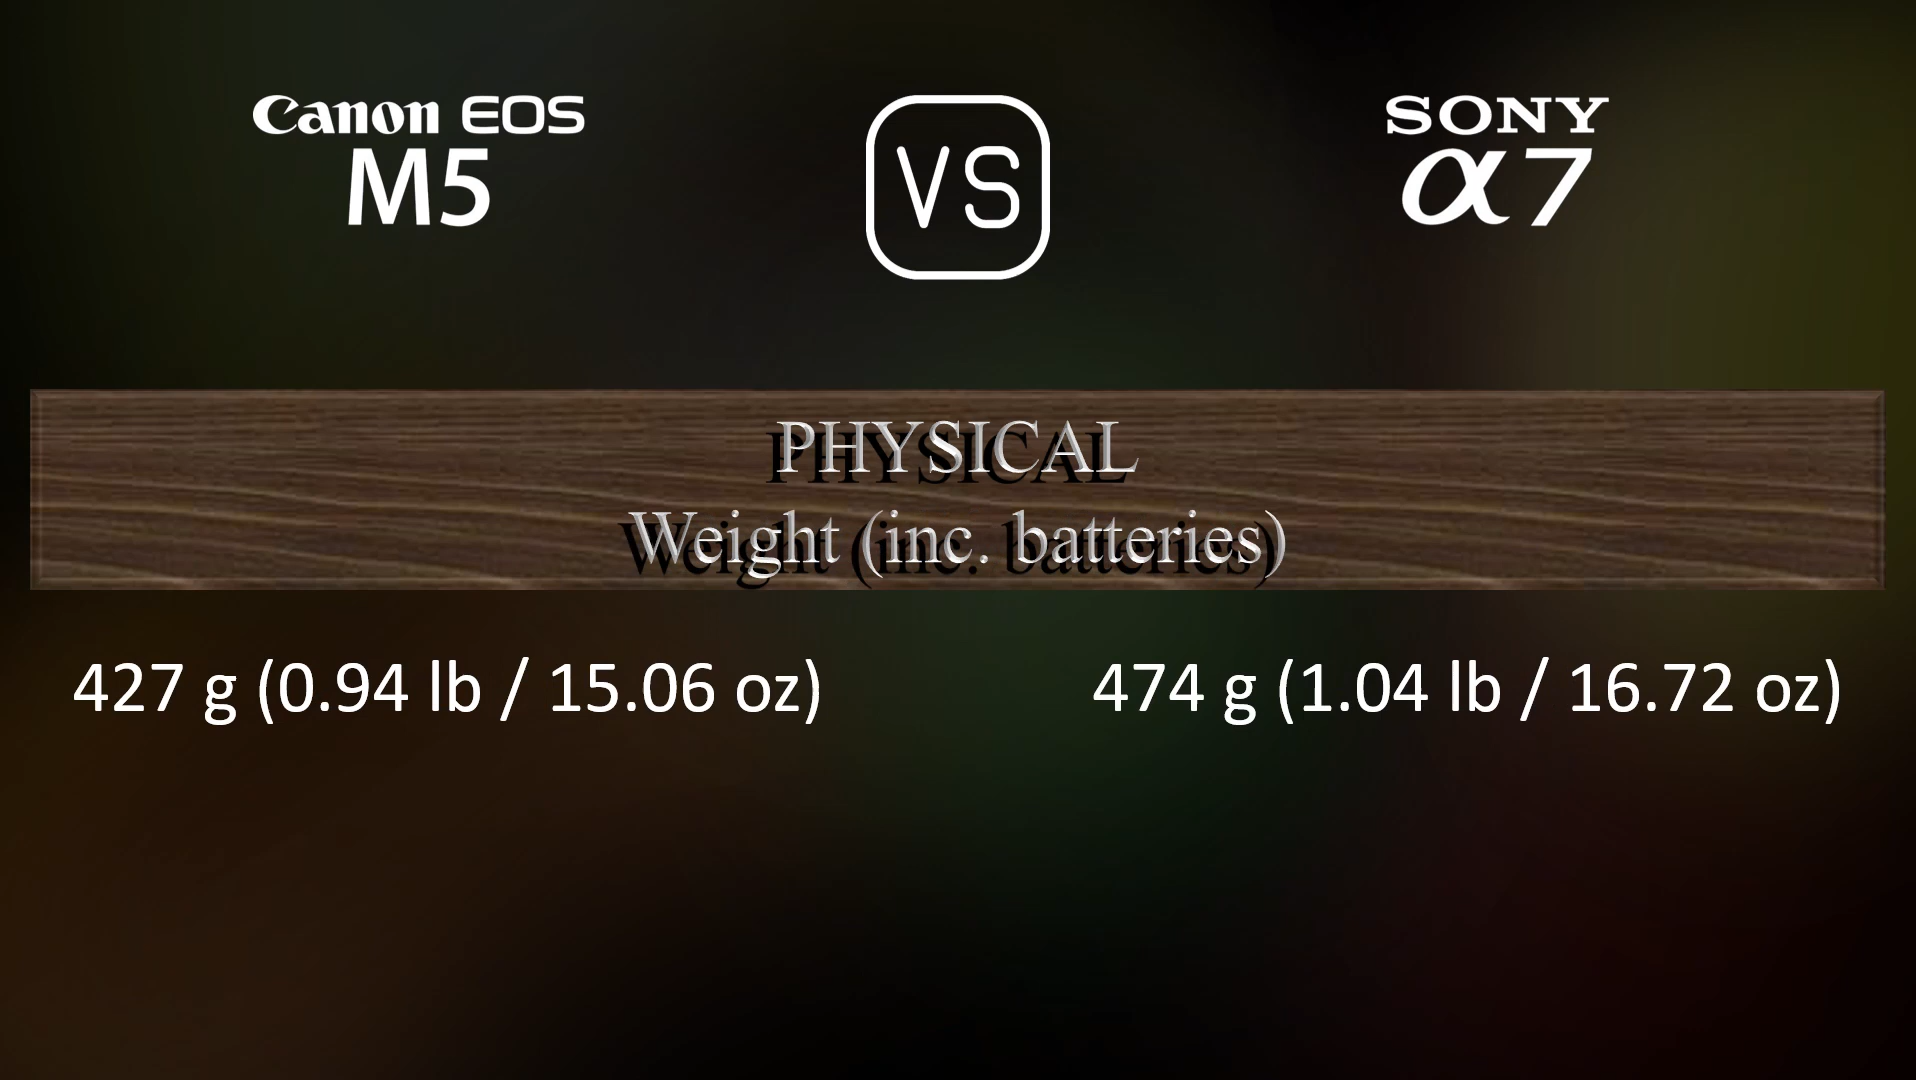 Canon EOS
M5
VS
SONY
α7
PHYSICAL
Weight (inc. batteries)
427 g (0.94 lb / 15.06 oz)
474 g (1.04 lb / 16.72 oz)